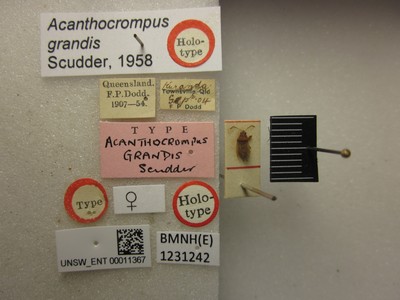 Acanthocrompus
grandis
Scudder, 1958
Holo-
type
Queensland.
F.P. Dodd.
1907—54.
Townsville, Qld
F. P. Dodd
TYPE
ACANTHOCROMPUS
GRANDIS
Scudder
Type
♀
Holo-
type
UNSW_ENT 00011367
BMNH(E)
1231242